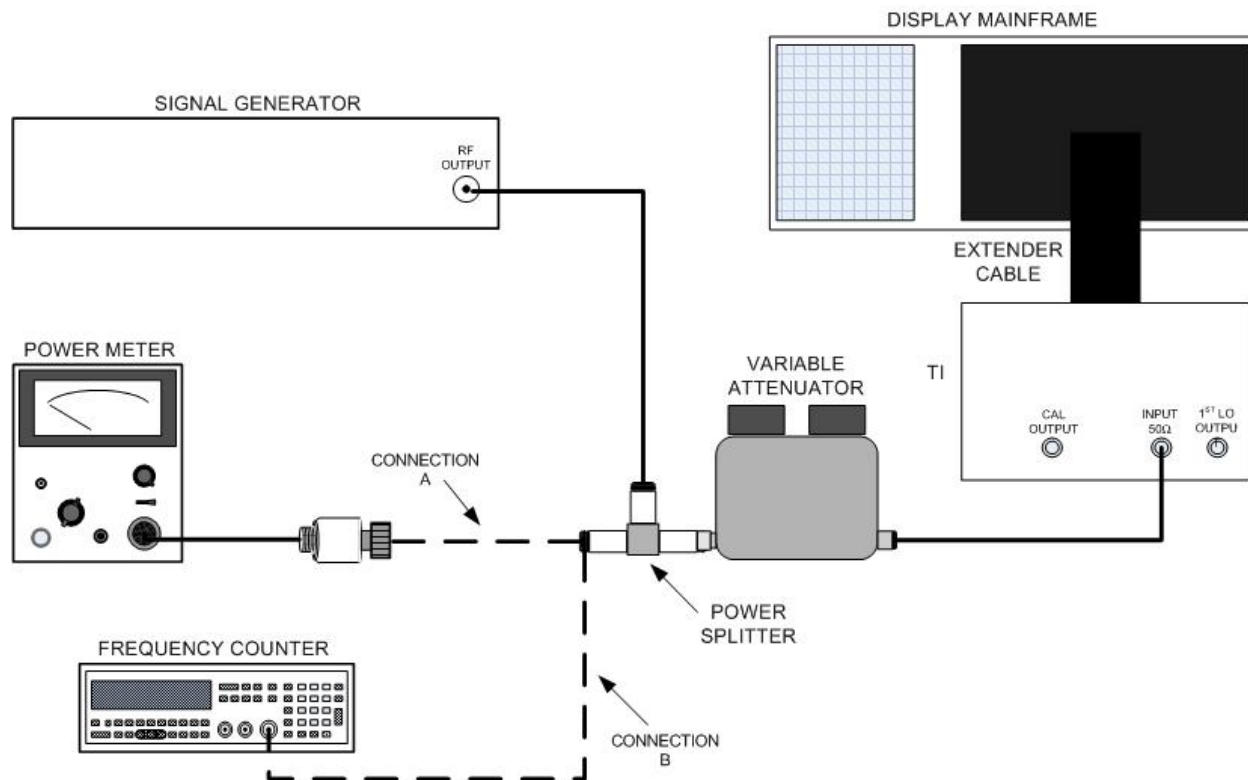 DISPLAY MAINFRAME
SIGNAL GENERATOR
RF
OUTPUT
EXTENDER
CABLE
POWER METER
VARIABLE
ATTENUATOR
TI
CAL
OUTPUT
INPUT
50Ω
1ST LO
OUTPU
CONNECTION
A
POWER
SPLITTER
FREQUENCY COUNTER
CONNECTION
B